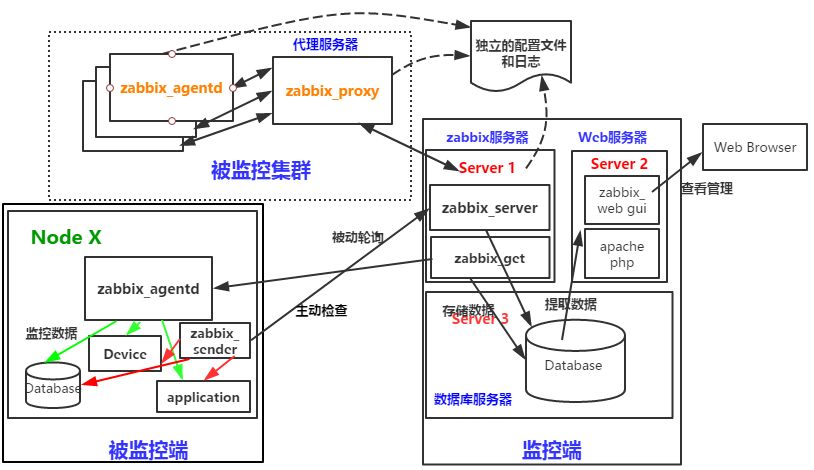 代理服务器
zabbix_agentd
zabbix_proxy
被监控集群
独立的配置文件
和日志
zabbix服务器
Web服务器
Server 1
Server 2
zabbix_server
zabbix_get
zabbix_
web gui
apache
php
Web Browser
查看管理
Node X
zabbix_agentd
被动轮询
主动检查
监控数据
Device
zabbix_
sender
Database
application
被监控端
存储数据
提取数据
Server 3
Database
数据库服务器
监控端